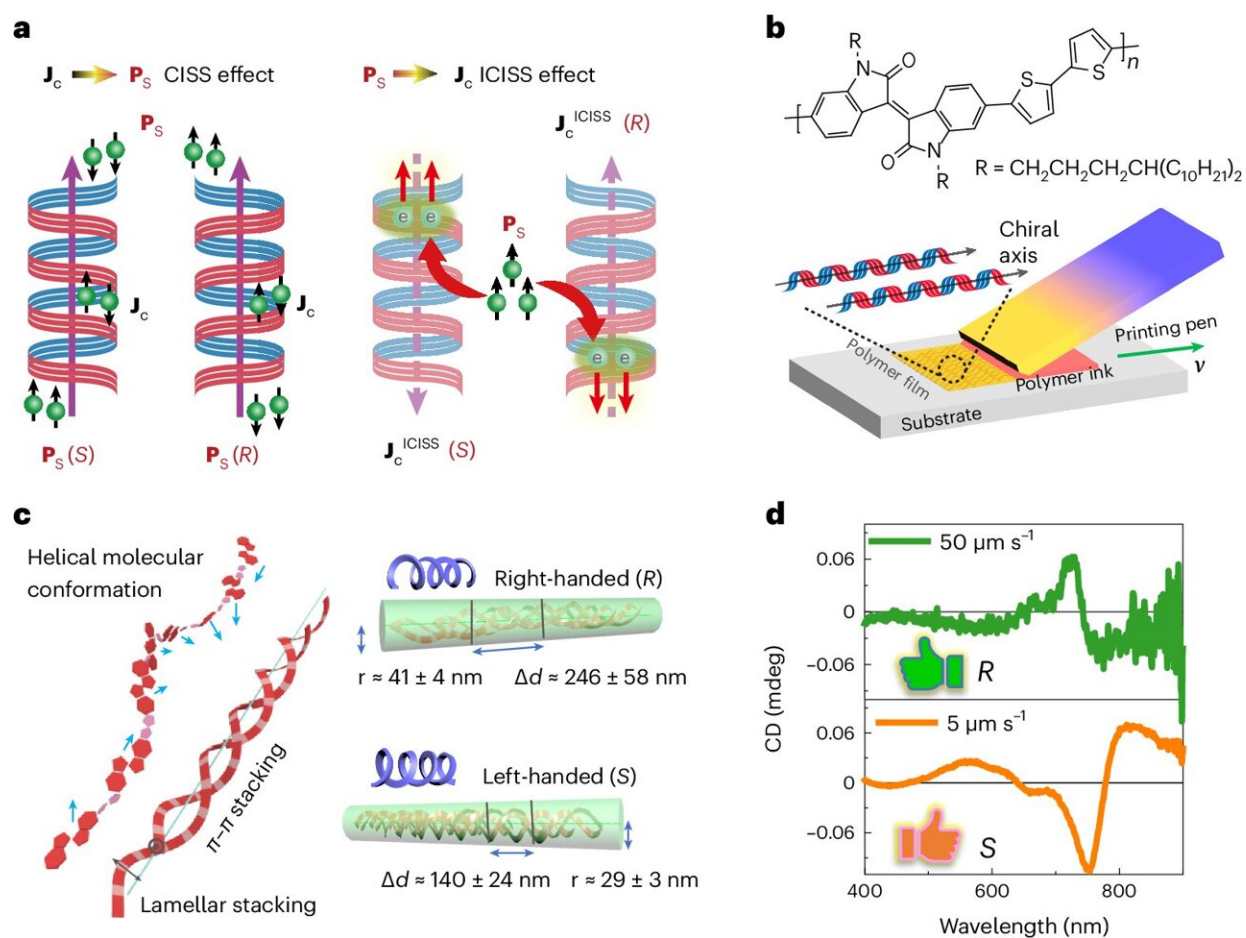 a
J_c P_S CISS effect
P_S J_c ICISS effect
P_S
J_c^ICISS (R)
e e
P_S
J_c
J_c
e e
P_S (S)
P_S (R)
J_c^ICISS (S)
b
R
N
O
S
S
n
O
N
R
R = CH₂CH₂CH₂CH(C₁₀H₂₁)₂
Chiral
axis
Printing pen
v
Polymer film
Polymer ink
Substrate
c
Helical molecular
conformation
π–π stacking
Lamellar stacking
Right-handed (R)
r ≈ 41 ± 4 nm
Δd ≈ 246 ± 58 nm
Left-handed (S)
Δd ≈ 140 ± 24 nm
r ≈ 29 ± 3 nm
d
50 µm s⁻¹
0.06
0
−0.06
R
5 µm s⁻¹
0.06
0
−0.06
S
CD (mdeg)
400 600 800
Wavelength (nm)